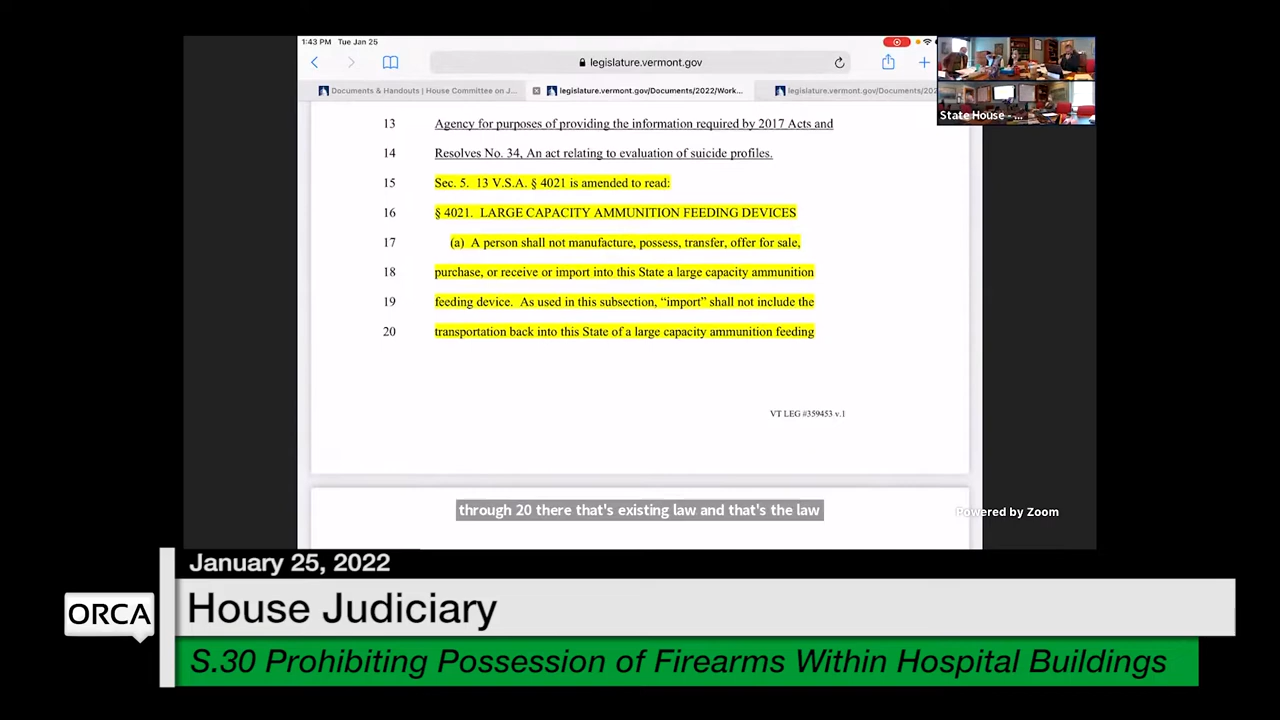 1:43 PM Tue Jan 25
legislature.vermont.gov
Documents & Handouts | House Committee on J...
legislature.vermont.gov/Documents/2022/Work...
legislature.vermont.gov/Documents/202
State House - ...
13 Agency for purposes of providing the information required by 2017 Acts and
14 Resolves No. 34, An act relating to evaluation of suicide profiles.
15 Sec. 5. 13 V.S.A. § 4021 is amended to read:
16 § 4021. LARGE CAPACITY AMMUNITION FEEDING DEVICES
17 (a) A person shall not manufacture, possess, transfer, offer for sale,
18 purchase, or receive or import into this State a large capacity ammunition
19 feeding device. As used in this subsection, “import” shall not include the
20 transportation back into this State of a large capacity ammunition feeding
VT LEG #359453 v.1
through 20 there that's existing law and that's the law
Powered by Zoom
January 25, 2022
ORCA
House Judiciary
S.30 Prohibiting Possession of Firearms Within Hospital Buildings